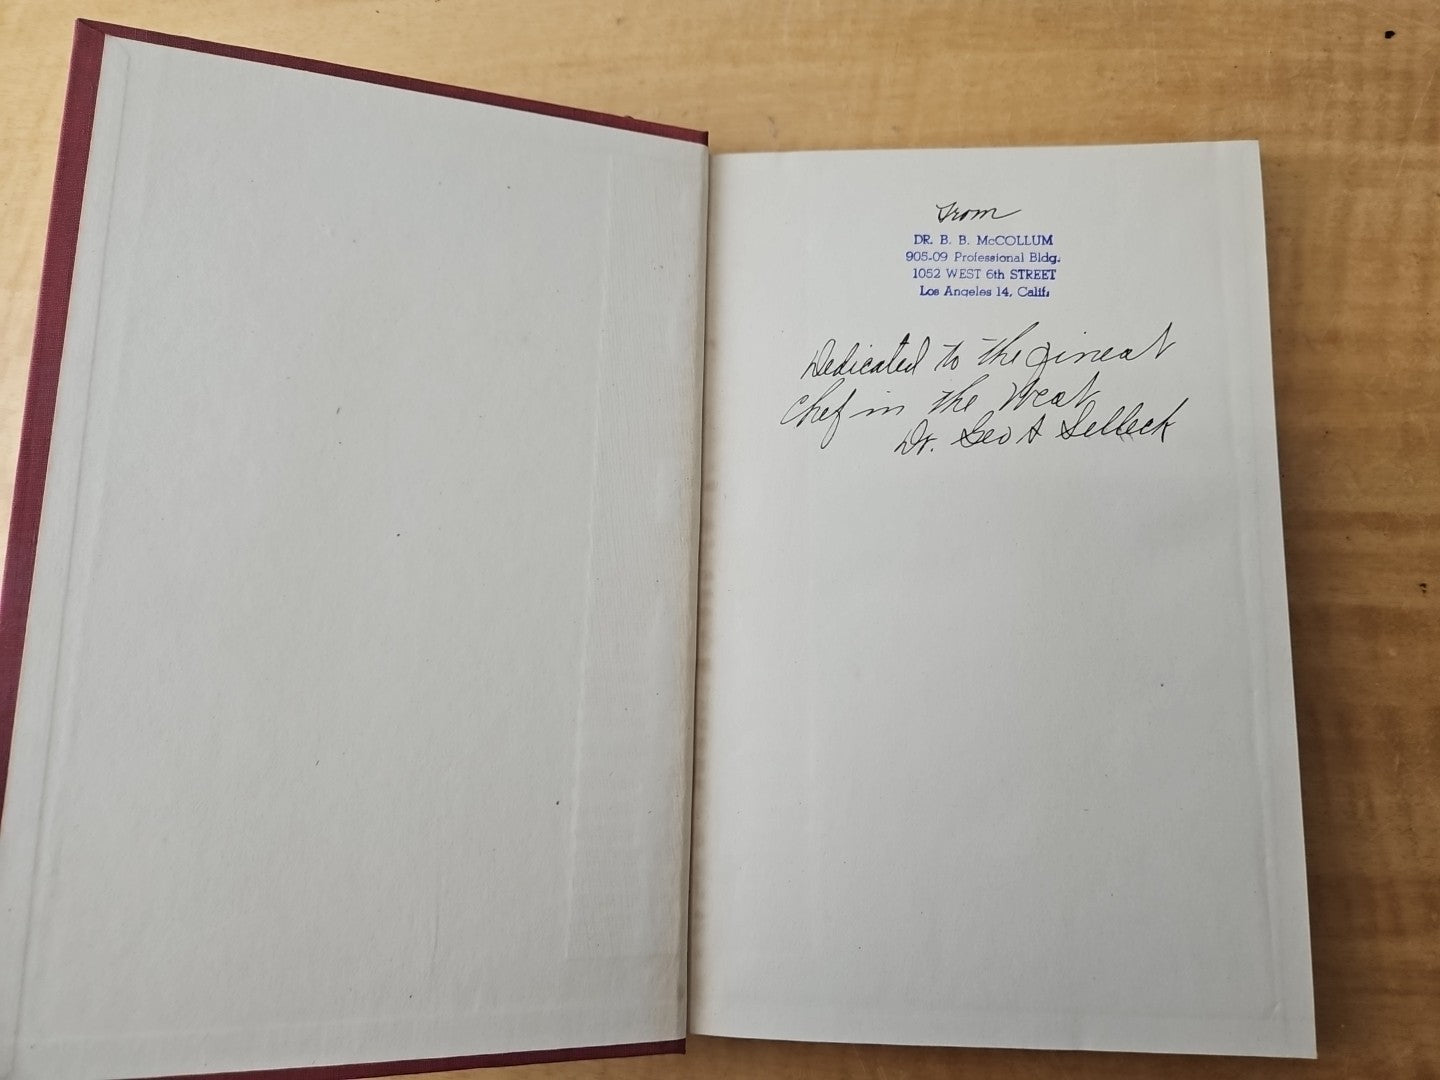 From
DR. B. B. McCOLLUM
905-09 Professional Bldg.
1052 WEST 6th STREET
Los Angeles 14, Calif.
Dedicated to the finest
chef in the West
Dr. Geo A Selleck